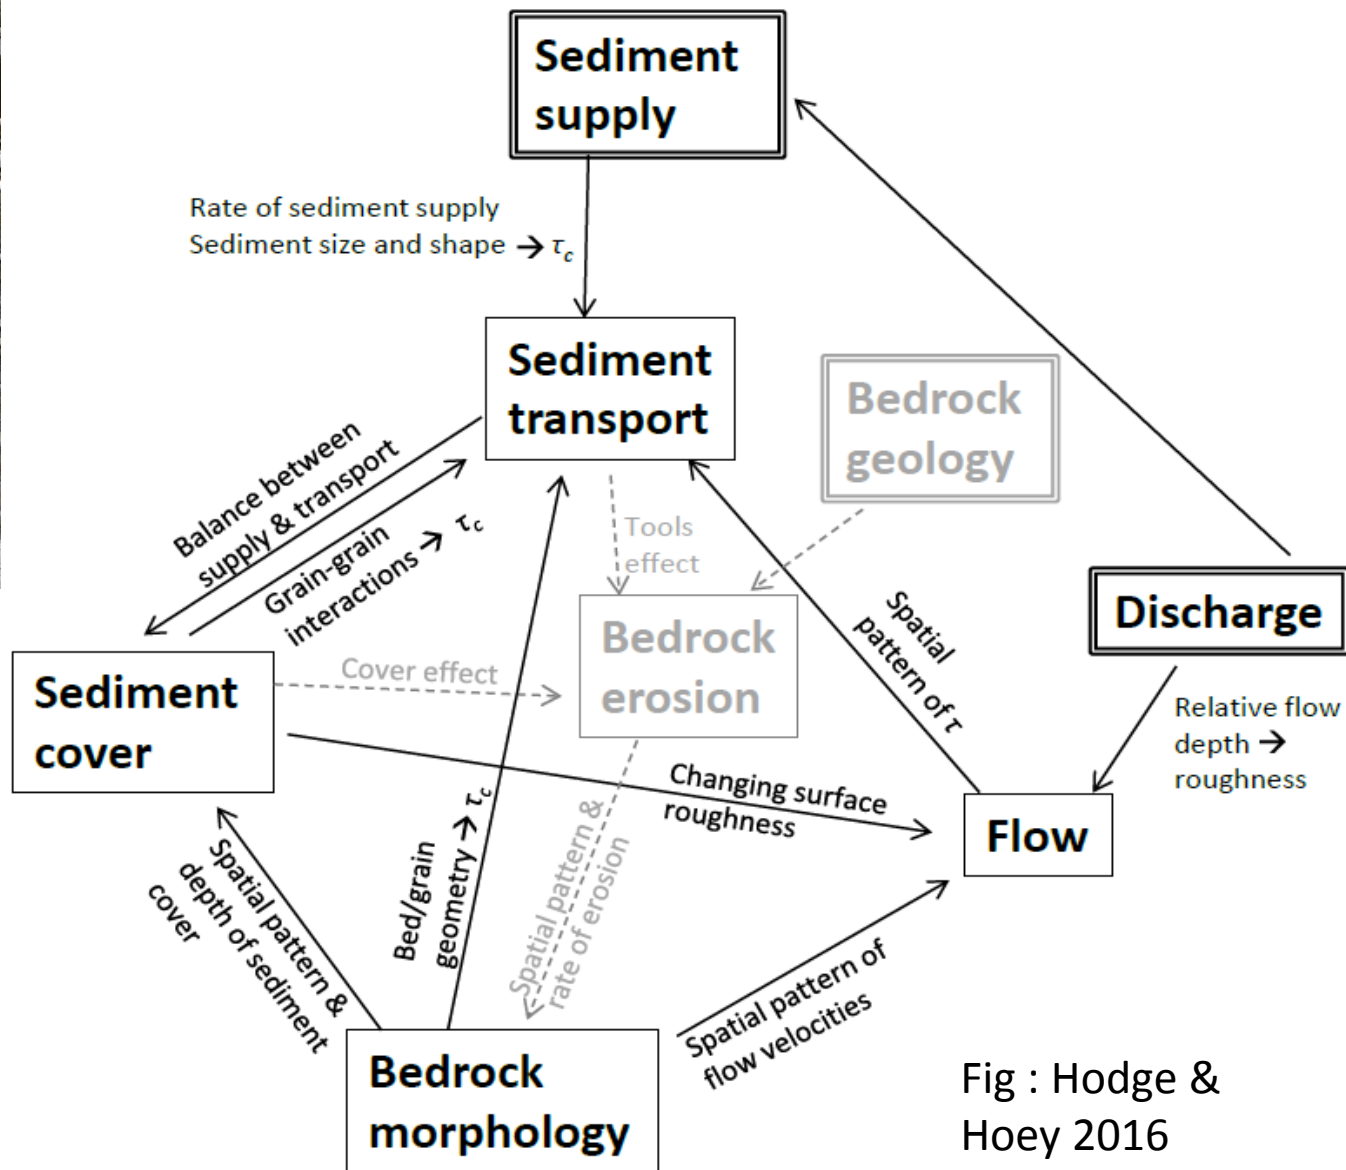 Sediment
supply
Rate of sediment supply
Sediment size and shape → τc
Sediment
transport
Bedrock
geology
Balance between
supply & transport
Grain-grain
interactions → τc
Tools
effect
Spatial
pattern of τ
Discharge
Relative flow
depth →
roughness
Bedrock
erosion
Cover effect
Sediment
cover
Changing surface
roughness
Flow
Spatial pattern &
depth of sediment
cover
Bed/grain
geometry → τc
Spatial pattern &
rate of erosion
Spatial pattern of
flow velocities
Bedrock
morphology
Fig : Hodge &
Hoey 2016